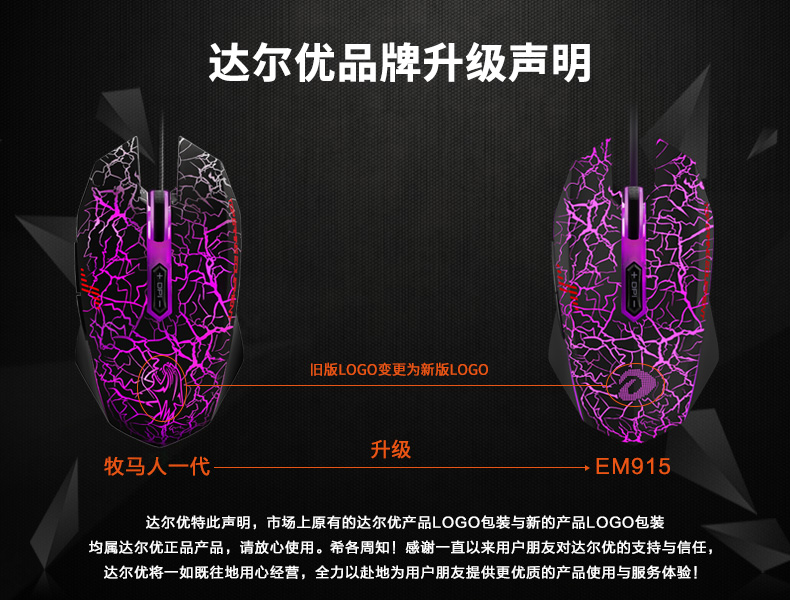 达尔优品牌升级声明
+ DPI -
+ DPI -
旧版LOGO变更为新版LOGO
升级
牧马人一代
EM915
达尔优特此声明，市场上原有的达尔优产品LOGO包装与新的产品LOGO包装
均属达尔优正品产品，请放心使用。希各周知！感谢一直以来用户朋友对达尔优的支持与信任，
达尔优将一如既往地用心经营，全力以赴地为用户朋友提供更优质的产品使用与服务体验！